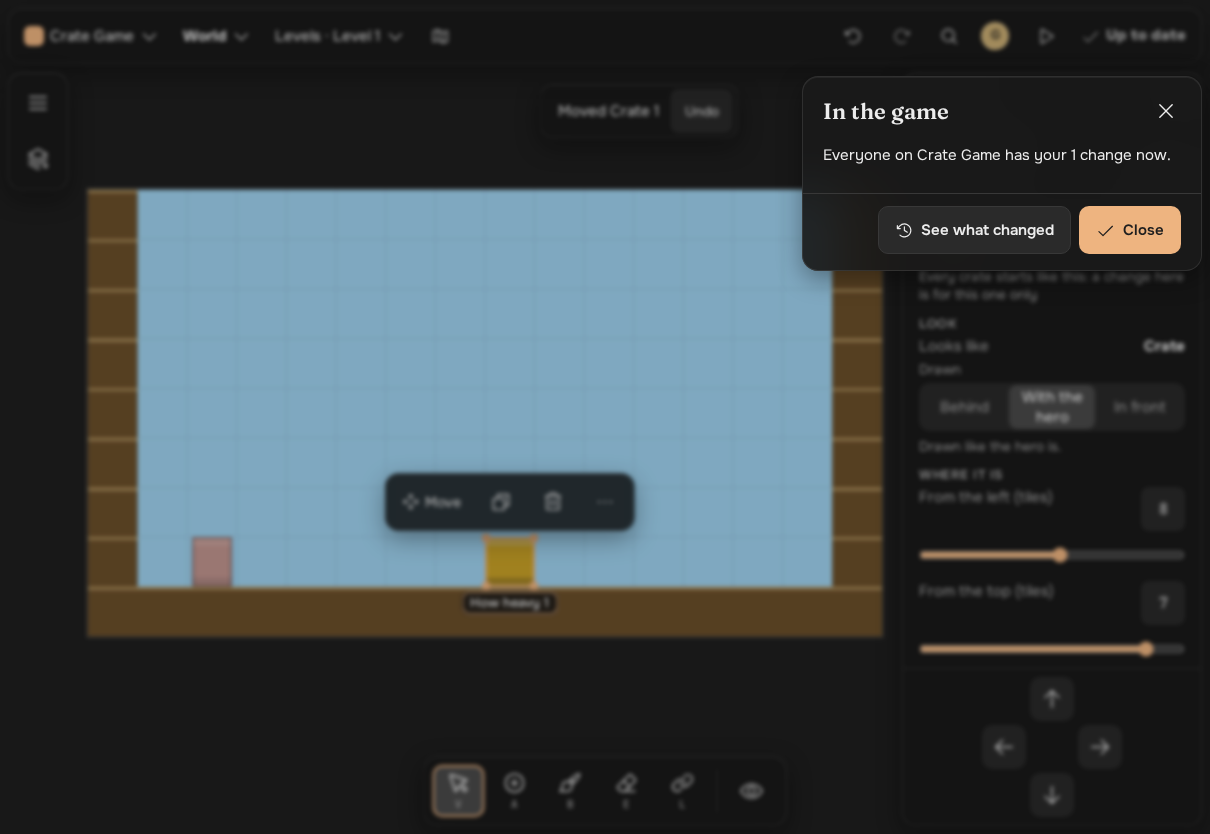 Crate Game
World
Levels · Level 1
Up to date
Moved Crate 1
Undo
In the game
Everyone on Crate Game has your 1 change now.
See what changed
Close
Every crate starts like this: a change here
is for this one only
LOOK
Looks like
Crate
Drawn
Behind
With the
hero
In front
Drawn like the hero is.
WHERE IT IS
From the left (tiles)
8
From the top (tiles)
7
Move
How heavy 1
V
A
B
E
L